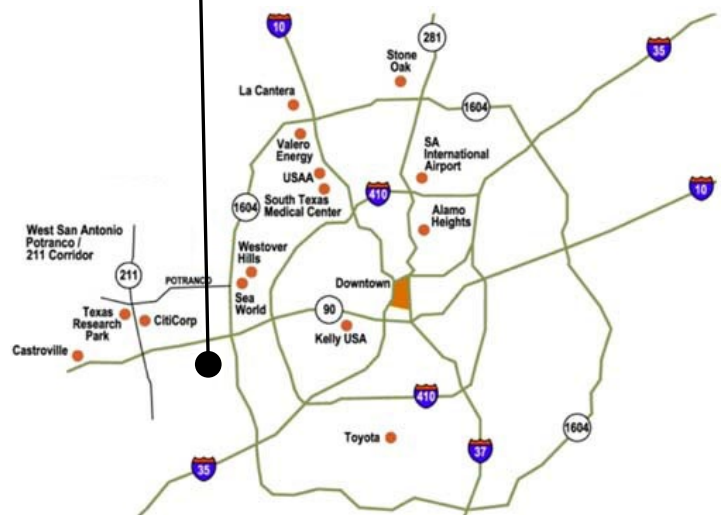 10
281
35
Stone
Oak
La Cantera
1604
Valero
Energy
SA
International
Airport
USAA
410
10
South Texas
Medical Center
1604
Alamo
Heights
West San Antonio
Potranco /
211 Corridor
Westover
Hills
211
POTRANCO
Downtown
Sea
World
Texas
Research
Park
CitiCorp
90
Kelly USA
Castroville
410
1604
Toyota
37
35